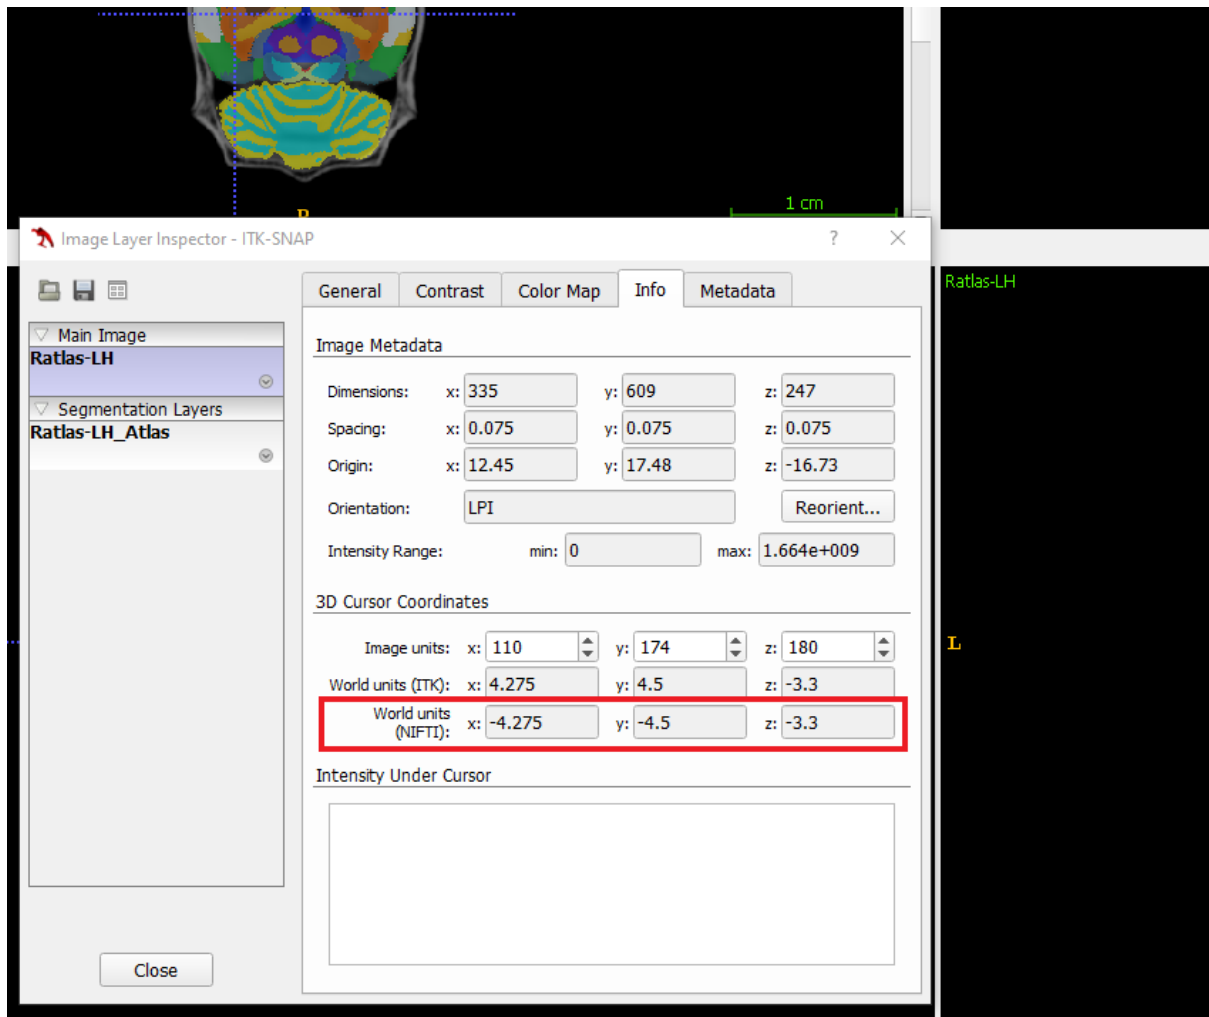 1 cm
Image Layer Inspector - ITK-SNAP ?
General Contrast Color Map Info Metadata
Ratlas-LH
Main Image
Ratlas-LH
Segmentation Layers
Ratlas-LH_Atlas
Image Metadata
Dimensions: x: 335 y: 609 z: 247
Spacing: x: 0.075 y: 0.075 z: 0.075
Origin: x: 12.45 y: 17.48 z: -16.73
Orientation: LPI Reorient...
Intensity Range: min: 0 max: 1.664e+009
3D Cursor Coordinates
Image units: x: 110 y: 174 z: 180
L
World units (ITK): x: 4.275 y: 4.5 z: -3.3
World units
(NIFTI): x: -4.275 y: -4.5 z: -3.3
Intensity Under Cursor
Close